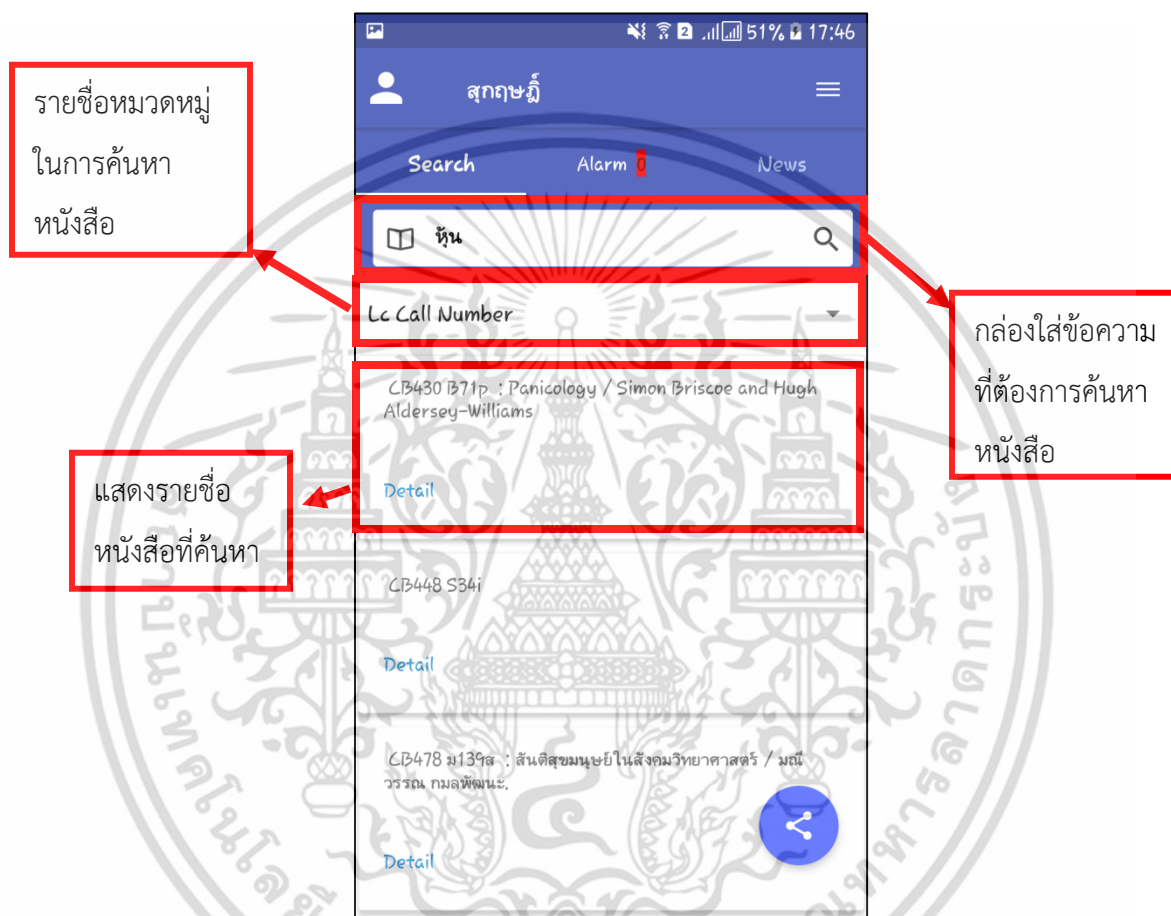 2 51% 17:46
สุกฤษฎิ์
Search Alarm 0 News
รายชื่อหมวดหมู่
ในการค้นหา
หนังสือ
หุ้น
Lc Call Number
กล่องใส่ข้อความ
ที่ต้องการค้นหา
หนังสือ
CB430 B71p : Panicology / Simon Briscoe and Hugh
Aldersey-Williams
Detail
แสดงรายชื่อ
หนังสือที่ค้นหา
CB448 S34i
Detail
CB478 ม139ส : สันติสุขมนุษย์ในสังคมวิทยาศาสตร์ / มณี
วรรณ กมลพัฒนะ.
Detail